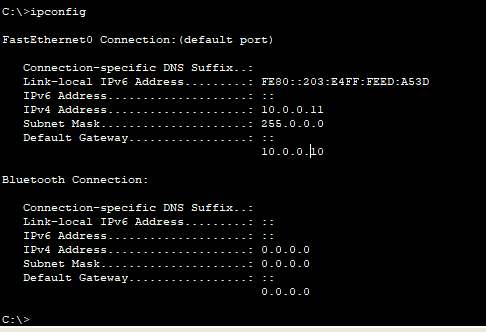 C:\>ipconfig
FastEthernet0 Connection:(default port)
Connection-specific DNS Suffix..:
Link-local IPv6 Address.........: FE80::203:E4FF:FEED:A53D
IPv6 Address....................: ::
IPv4 Address....................: 10.0.0.11
Subnet Mask.....................: 255.0.0.0
Default Gateway.................: ::
10.0.0.10
Bluetooth Connection:
Connection-specific DNS Suffix..:
Link-local IPv6 Address.........: ::
IPv6 Address....................: ::
IPv4 Address....................: 0.0.0.0
Subnet Mask.....................: 0.0.0.0
Default Gateway.................: ::
0.0.0.0
C:\>